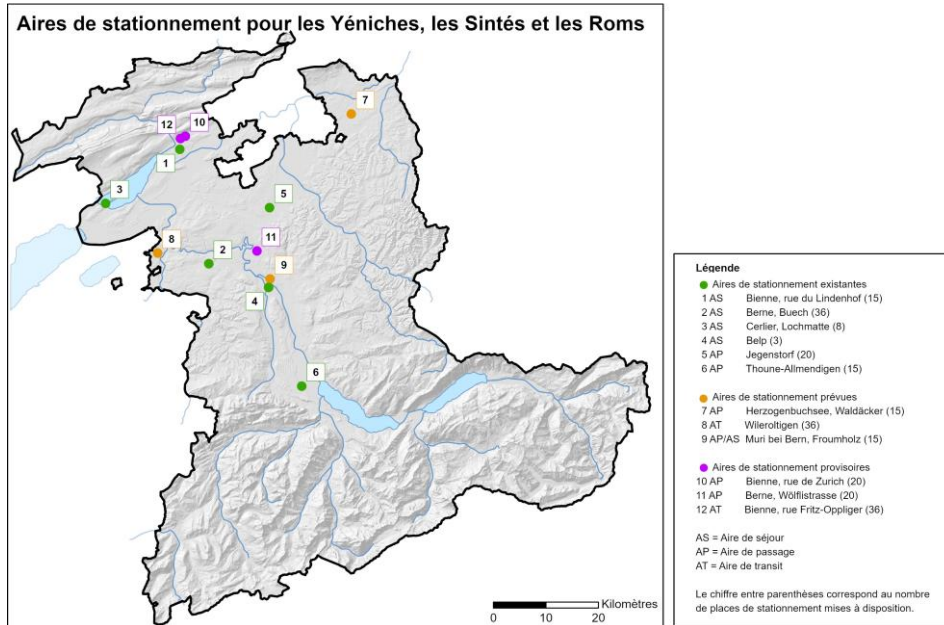 Aires de stationnement pour les Yéniches, les Sintés et les Roms
7
12
10
1
3
5
8
2
11
9
4
6
Kilomètres
0
10
20
Légende
Aires de stationnement existantes
1 AS Bienne, rue du Lindenhof (15)
2 AS Berne, Buech (36)
3 AS Cerlier, Lochmatte (8)
4 AS Belp (3)
5 AP Jegenstorf (20)
6 AP Thoune-Allmendigen (15)
Aires de stationnement prévues
7 AP Herzogenbuchsee, Waldäcker (15)
8 AT Wileroltigen (36)
9 AP/AS Muri bei Bern, Froumholz (15)
Aires de stationnement provisoires
10 AP Bienne, rue de Zurich (20)
11 AP Berne, Wölflistrasse (20)
12 AT Bienne, rue Fritz-Oppliger (36)
AS = Aire de séjour
AP = Aire de passage
AT = Aire de transit
Le chiffre entre parenthèses correspond au nombre
de places de stationnement mises à disposition.